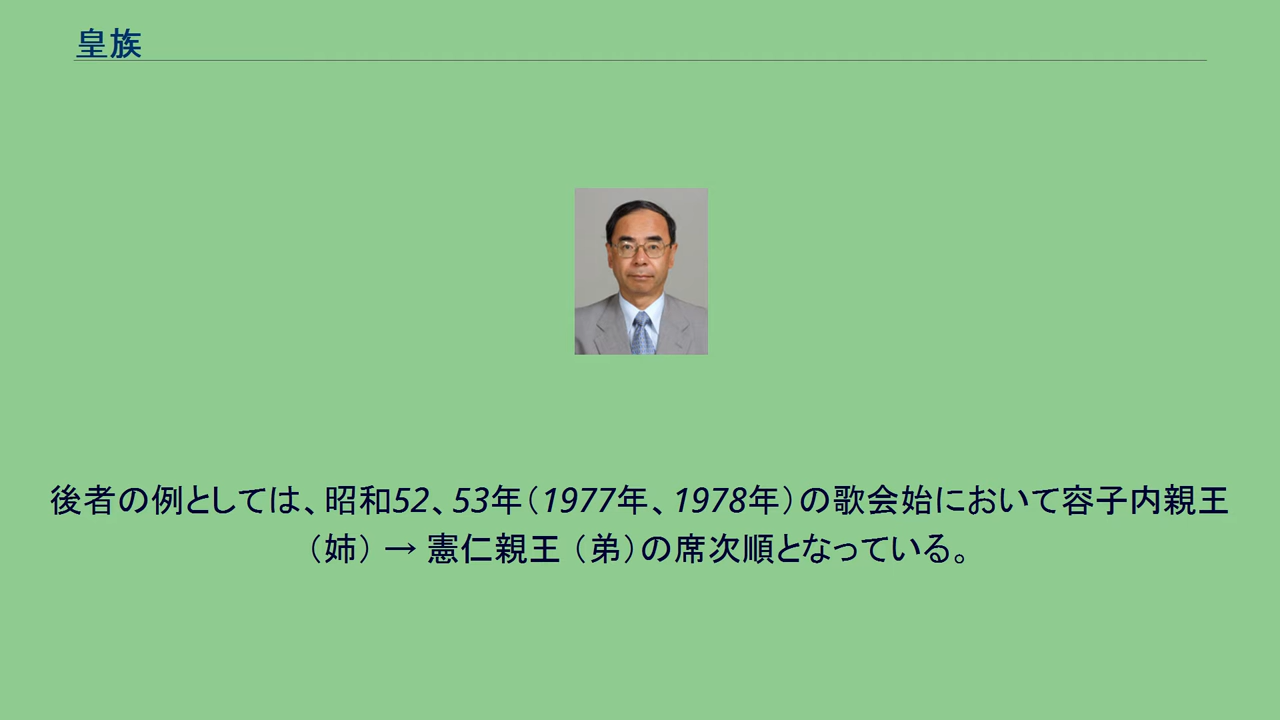 皇族
後者の例としては、昭和52、53年（1977年、1978年）の歌会始において容子内親王
（姉）→ 憲仁親王（弟）の席次順となっている。